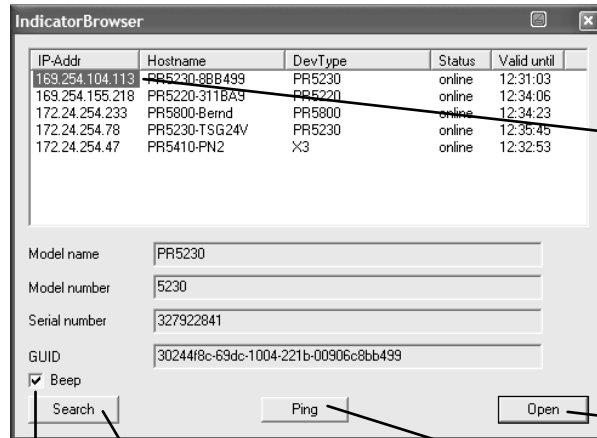 IndicatorBrowser
IP-Addr Hostname DevType Status Valid until
169.254.104.113 PR5230-8BB499 PR5230 online 12:31:03
169.254.155.218 PR5220-311BA9 PR5220 online 12:34:06
172.24.254.233 PR5800-Bernd PR5800 online 12:34:23
172.24.254.78 PR5230-TSG24V PR5230 online 12:35:45
172.24.254.47 PR5410-PN2 X3 online 12:32:53
Model name PR5230
Model number 5230
Serial number 327922841
GUID 30244f8c-69dc-1004-221b-00906c8bb499
Beep
Search Ping Open